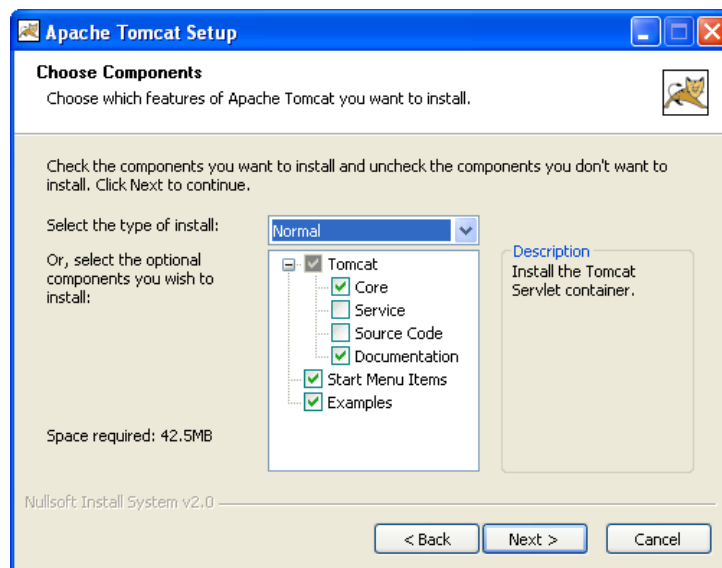 Apache Tomcat Setup
Choose Components
Choose which features of Apache Tomcat you want to install.
Check the components you want to install and uncheck the components you don't want to
install. Click Next to continue.
Select the type of install:
Normal
Or, select the optional
components you wish to
install:
Tomcat
Core
Service
Source Code
Documentation
Start Menu Items
Examples
Description
Install the Tomcat
Servlet container.
Space required: 42.5MB
Nullsoft Install System v2.0
< Back
Next >
Cancel